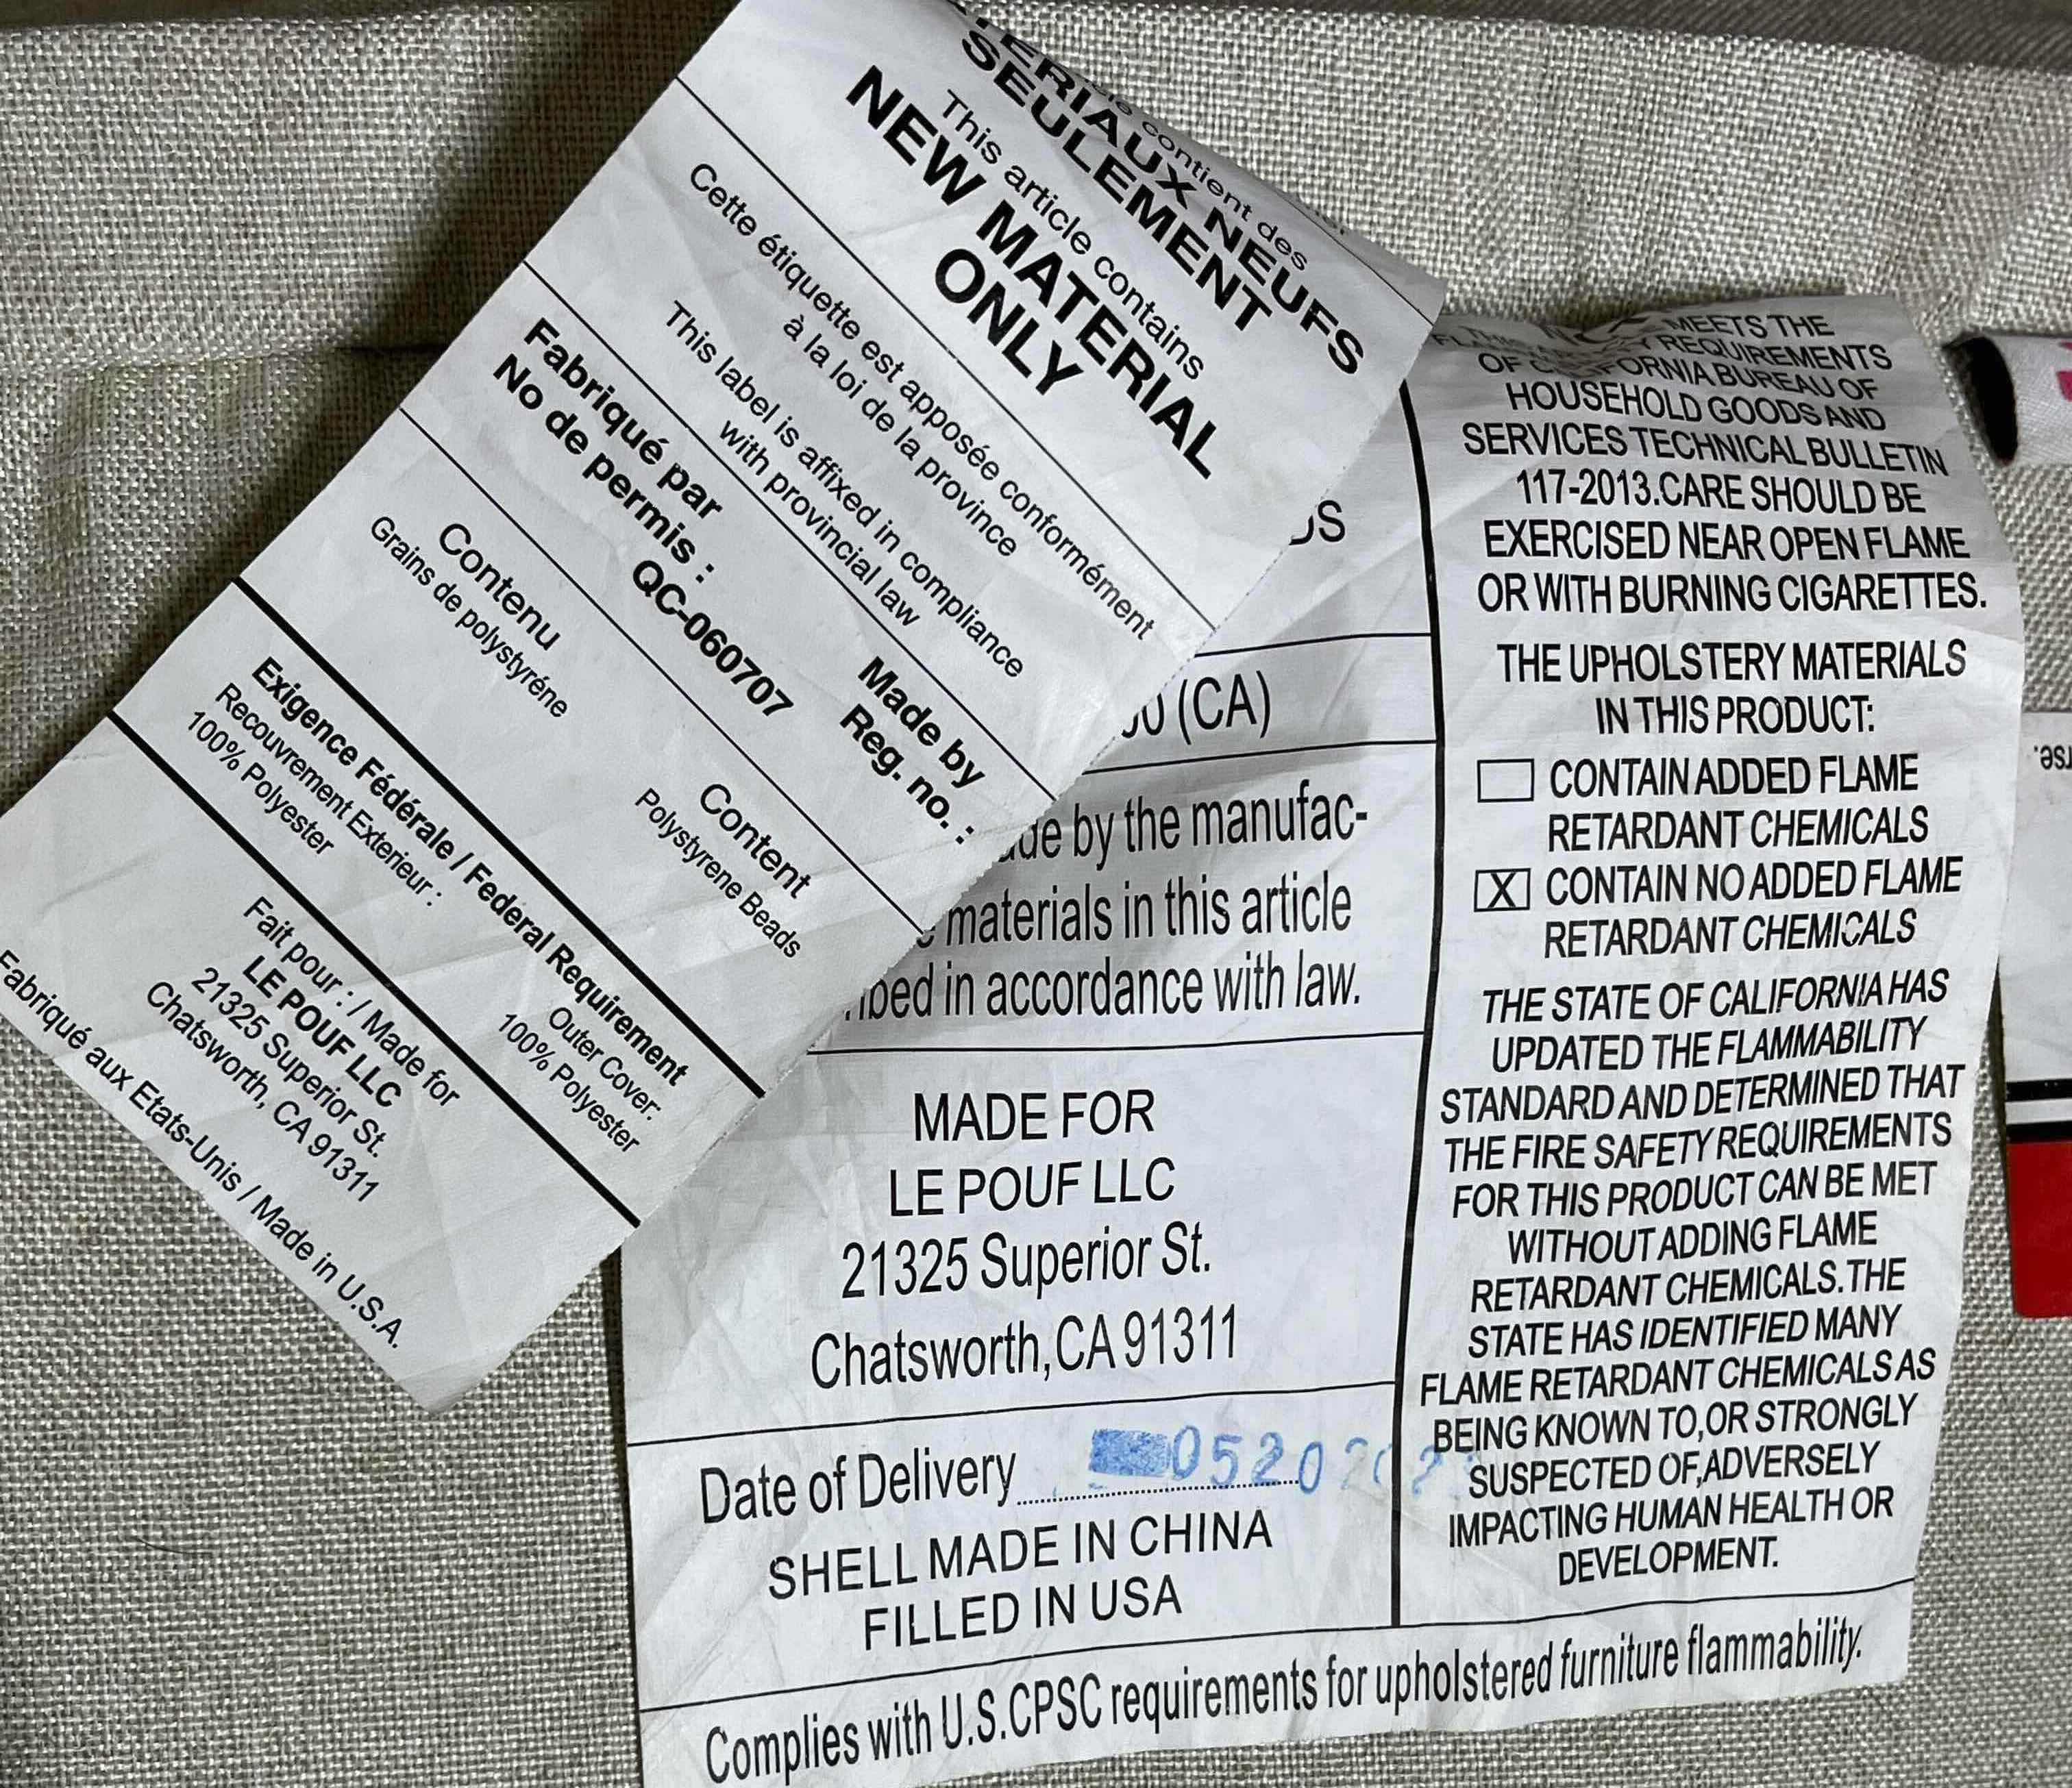 de contient des
TERIAUX NEUFS
SEULEMENT
This article contains
NEW MATERIAL
ONLY
Cette étiquette est apposée conformément
à la loi de la province
This label is affixed in compliance
with provincial law
Fabriqué par
No de permis :
Made by
Reg. no. :
QC-060707
Contenu
Grains de polystyréne
Content
Polystyrene Beads
Exigence Fédérale / Federal Requirement
Recouvrement Exterieur :
100% Polyester
Outer Cover:
100% Polyester
Fait pour : / Made for
LE POUF LLC
21325 Superior St.
Chatsworth, CA 91311
Fabriqué aux Etats-Unis / Made in U.S.A.
(CA)
by the manufac-
materials in this article
in accordance with law.
MADE FOR
LE POUF LLC
21325 Superior St.
Chatsworth,CA 91311
Date of Delivery
SHELL MADE IN CHINA
FILLED IN USA
MEETS THE
REQUIREMENTS
OF CALIFORNIA BUREAU OF
HOUSEHOLD GOODS AND
SERVICES TECHNICAL BULLETIN
117-2013.CARE SHOULD BE
EXERCISED NEAR OPEN FLAME
OR WITH BURNING CIGARETTES.
THE UPHOLSTERY MATERIALS
IN THIS PRODUCT:
CONTAIN ADDED FLAME
RETARDANT CHEMICALS
X CONTAIN NO ADDED FLAME
RETARDANT CHEMICALS
THE STATE OF CALIFORNIA HAS
UPDATED THE FLAMMABILITY
STANDARD AND DETERMINED THAT
THE FIRE SAFETY REQUIREMENTS
FOR THIS PRODUCT CAN BE MET
WITHOUT ADDING FLAME
RETARDANT CHEMICALS.THE
STATE HAS IDENTIFIED MANY
FLAME RETARDANT CHEMICALS AS
BEING KNOWN TO,OR STRONGLY
SUSPECTED OF,ADVERSELY
IMPACTING HUMAN HEALTH OR
DEVELOPMENT.
Complies with U.S.CPSC requirements for upholstered furniture flammability.